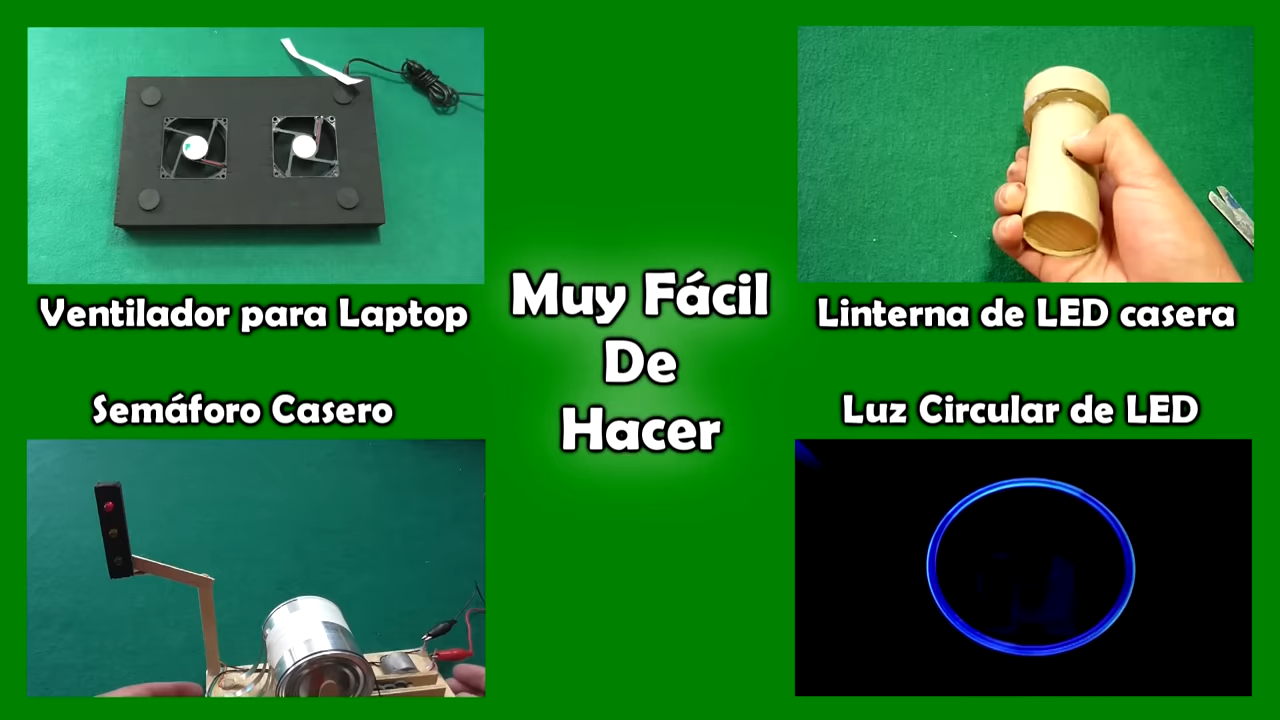 Ventilador para Laptop
Muy Fácil
De
Hacer
Linterna de LED casera
Semáforo Casero
Luz Circular de LED